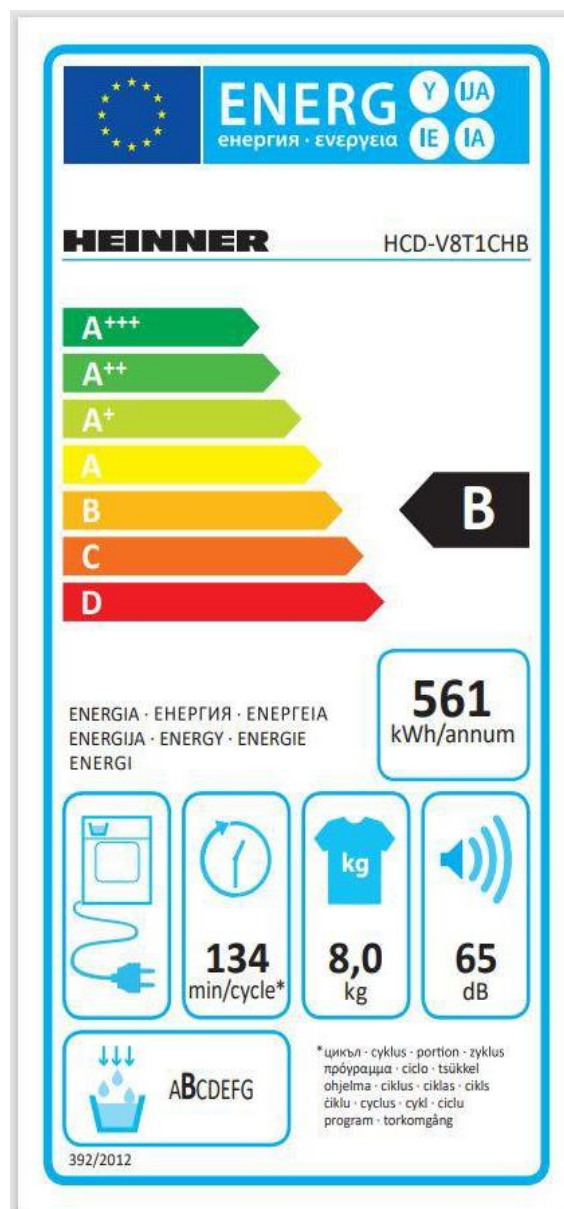 ENERG
Y IJA
енергия · ενεργεια
IE IA
HEINNER
HCD-V8T1CHB
A+++
A++
A+
A
B
B
C
D
561
kWh/annum
ENERGIA · ЕНЕРГИЯ · ΕΝΕΡΓΕΙΑ
ENERGIJA · ENERGY · ENERGIE
ENERGI
kg
134
min/cycle*
8,0
kg
65
dB
ABCDEFG
*цикъл · cyklus · portion · zyklus
πρόγραμμα · ciclo · tsükkel
ohjelma · ciklus · ciklas · cikls
ċiklu · cyclus · cykl · ciclu
program · torkomgång
392/2012